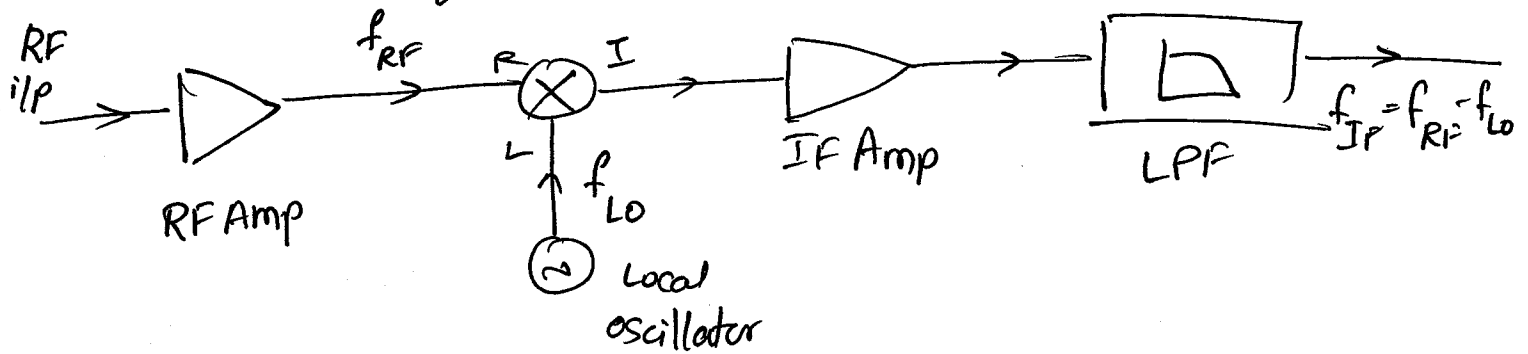 RF
i/p
RF Amp
f_RF
R
I
L
f_LO
Local
oscillator
IF Amp
LPF
f_IF = f_RF - f_LO